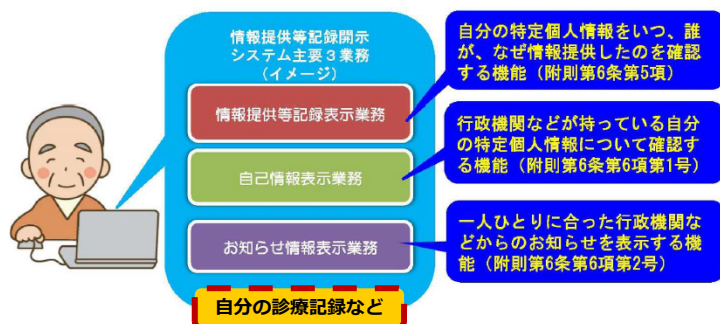 情報提供等記録開示
システム主要３業務
（イメージ）
情報提供等記録表示業務
自己情報表示業務
お知らせ情報表示業務
自分の診療記録など
自分の特定個人情報をいつ、誰
が、なぜ情報提供したのを確認
する機能（附則第6条第5項）
行政機関などが持っている自分
の特定個人情報について確認す
る機能（附則第6条第6項第1号）
一人ひとりに合った行政機関な
どからのお知らせを表示する機
能（附則第6条第6項第2号）